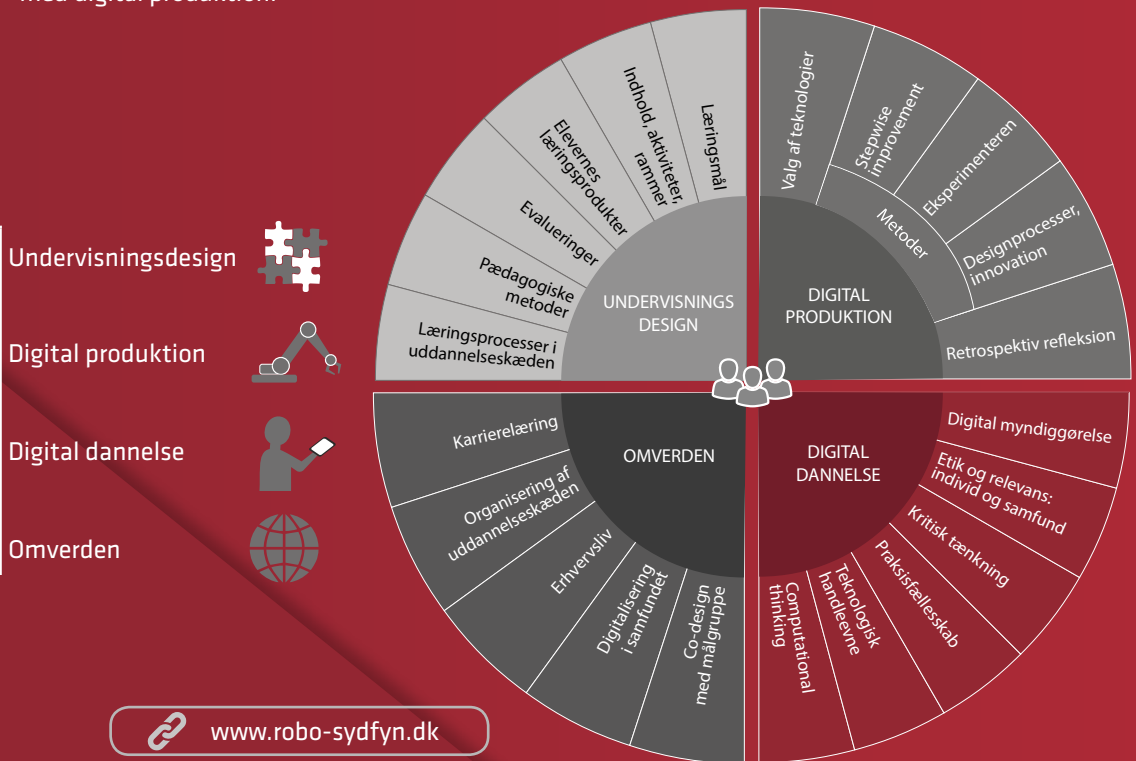 med digital produktion.
Undervisningsdesign
Digital produktion
Digital dannelse
Omverden
www.robo-sydfyn.dk
UNDERVISNINGS
DESIGN
Læringsprocesser i
uddannelseskæden
Pædagogiske
metoder
Evalueringer
Elevernes
læringsprodukter
Indhold, aktiviteter,
rammer
Læringsmål
DIGITAL
PRODUKTION
Valg af teknologier
Metoder
Stepwise
improvement
Eksperimenteren
Designprocesser,
innovation
Retrospektiv refleksion
DIGITAL
DANNELSE
Digital myndiggørelse
Etik og relevans:
individ og samfund
Kritisk tænkning
Praksisfællesskab
Teknologisk
handleevne
Computational
thinking
OMVERDEN
Co-design
med målgruppe
Digitalisering
i samfundet
Erhvervsliv
Organisering af
uddannelseskæden
Karrierelæring